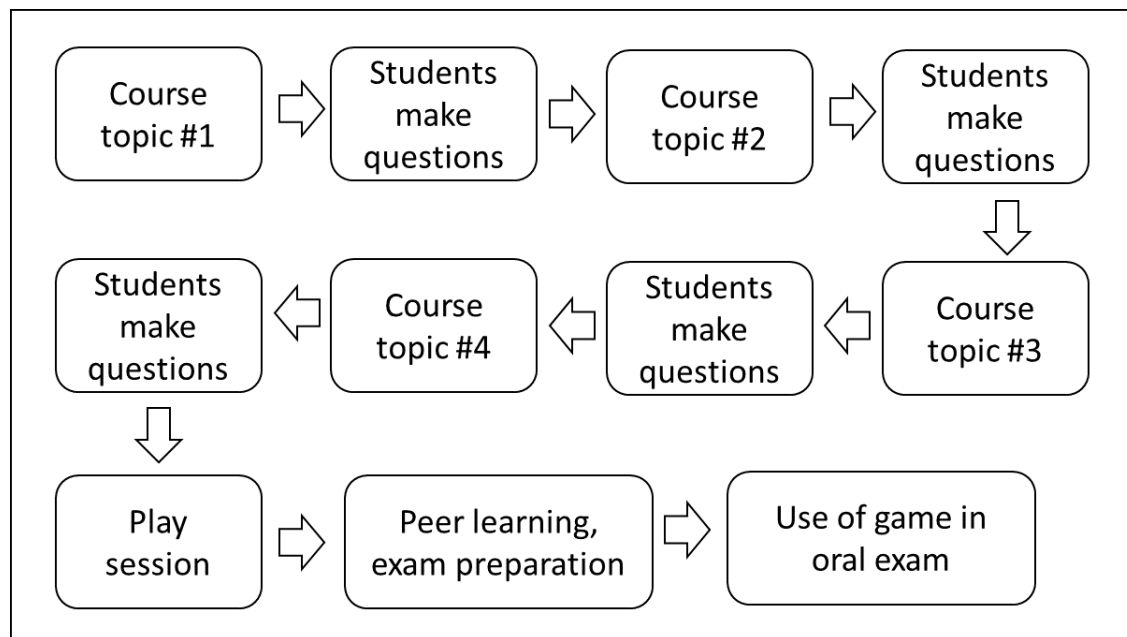 Course
topic #1
Students
make
questions
Course
topic #2
Students
make
questions
Course
topic #3
Students
make
questions
Course
topic #4
Students
make
questions
Play
session
Peer learning,
exam preparation
Use of game in
oral exam